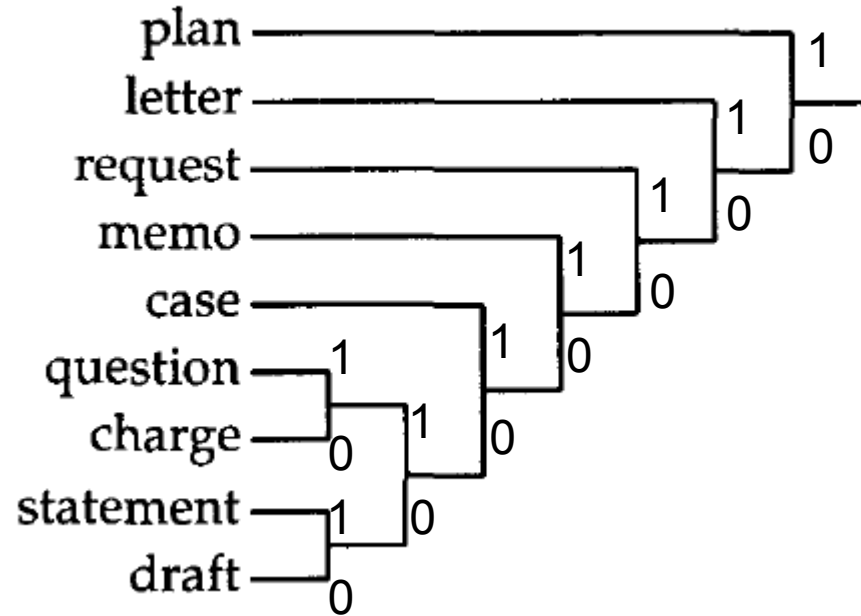 plan 1
letter 1 0
request 1 0
memo 1 0
case 1 0
question 1 1 0
charge 0
statement 1 0
draft 0